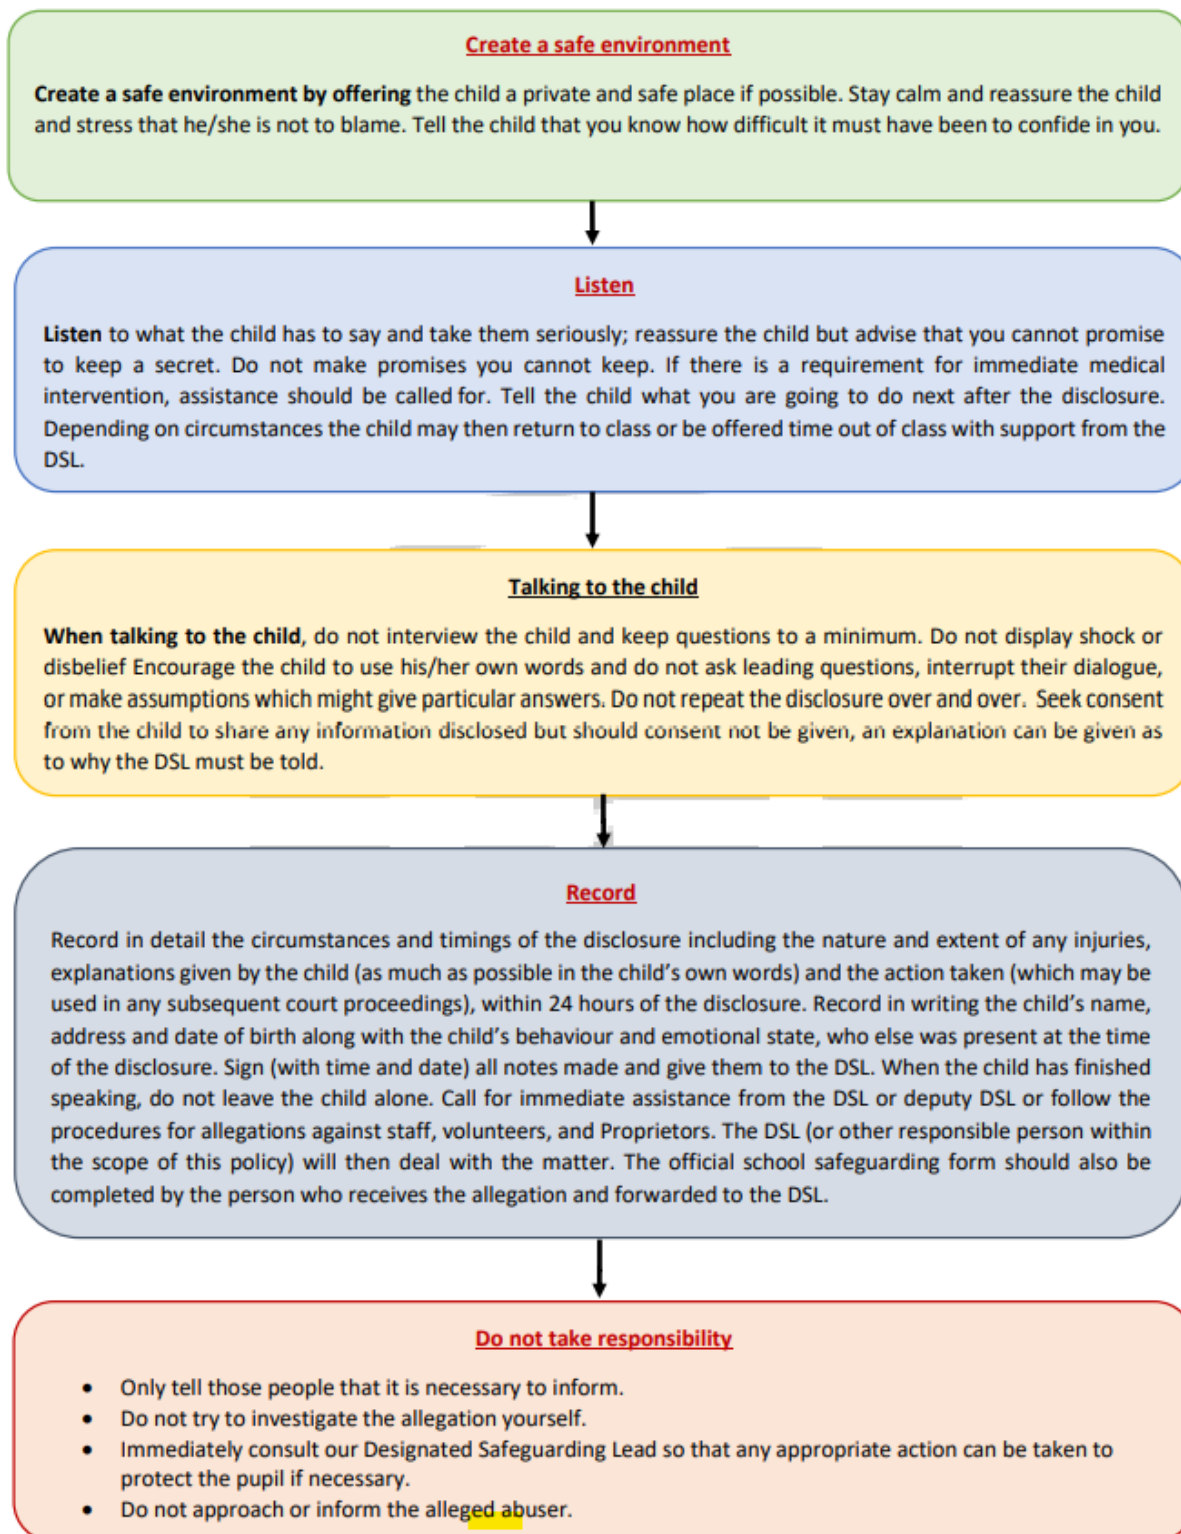 Create a safe environment
Create a safe environment by offering the child a private and safe place if possible. Stay calm and reassure the child
and stress that he/she is not to blame. Tell the child that you know how difficult it must have been to confide in you.
Listen
Listen to what the child has to say and take them seriously; reassure the child but advise that you cannot promise
to keep a secret. Do not make promises you cannot keep. If there is a requirement for immediate medical
intervention, assistance should be called for. Tell the child what you are going to do next after the disclosure.
Depending on circumstances the child may then return to class or be offered time out of class with support from the
DSL.
Talking to the child
When talking to the child, do not interview the child and keep questions to a minimum. Do not display shock or
disbelief Encourage the child to use his/her own words and do not ask leading questions, interrupt their dialogue,
or make assumptions which might give particular answers. Do not repeat the disclosure over and over. Seek consent
from the child to share any information disclosed but should consent not be given, an explanation can be given as
to why the DSL must be told.
Record
Record in detail the circumstances and timings of the disclosure including the nature and extent of any injuries,
explanations given by the child (as much as possible in the child's own words) and the action taken (which may be
used in any subsequent court proceedings), within 24 hours of the disclosure. Record in writing the child's name,
address and date of birth along with the child's behaviour and emotional state, who else was present at the time
of the disclosure. Sign (with time and date) all notes made and give them to the DSL. When the child has finished
speaking, do not leave the child alone. Call for immediate assistance from the DSL or deputy DSL or follow the
procedures for allegations against staff, volunteers, and Proprietors. The DSL (or other responsible person within
the scope of this policy) will then deal with the matter. The official school safeguarding form should also be
completed by the person who receives the allegation and forwarded to the DSL.
Do not take responsibility
• Only tell those people that it is necessary to inform.
• Do not try to investigate the allegation yourself.
• Immediately consult our Designated Safeguarding Lead so that any appropriate action can be taken to
protect the pupil if necessary.
• Do not approach or inform the alleged abuser.